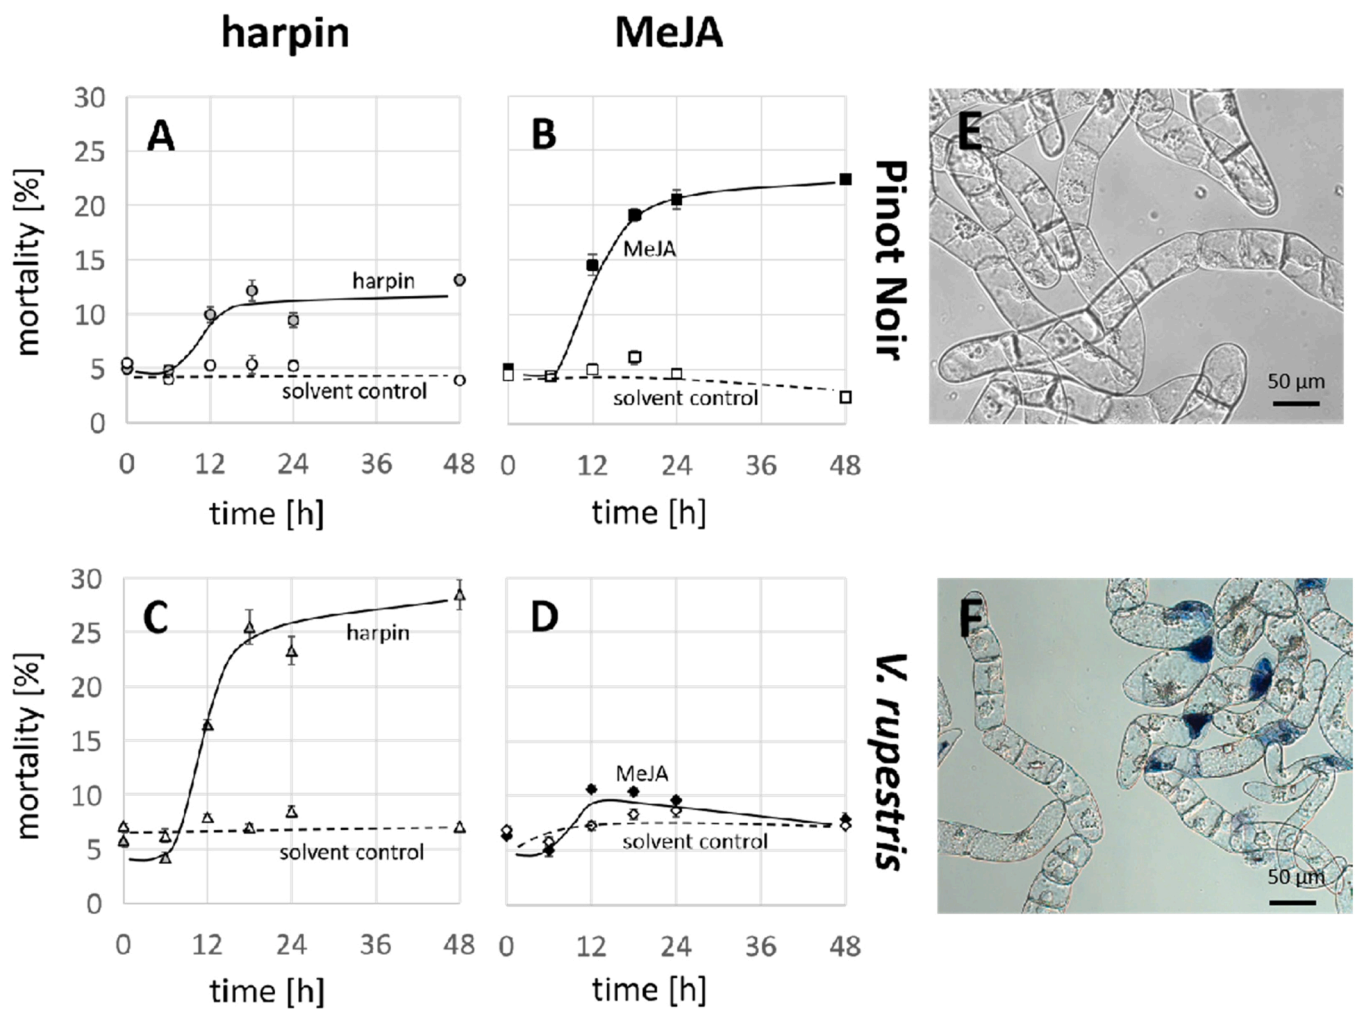 harpin MeJA
30
25
20
15
10
5
0
mortality [%]
A
harpin
solvent control
0 12 24 36 48
time [h]
B
MeJA
solvent control
0 12 24 36 48
time [h]
Pinot Noir
E
50 µm
30
25
20
15
10
5
0
mortality [%]
C
harpin
solvent control
0 12 24 36 48
time [h]
D
MeJA
solvent control
0 12 24 36 48
time [h]
V. rupestris
F
50 µm